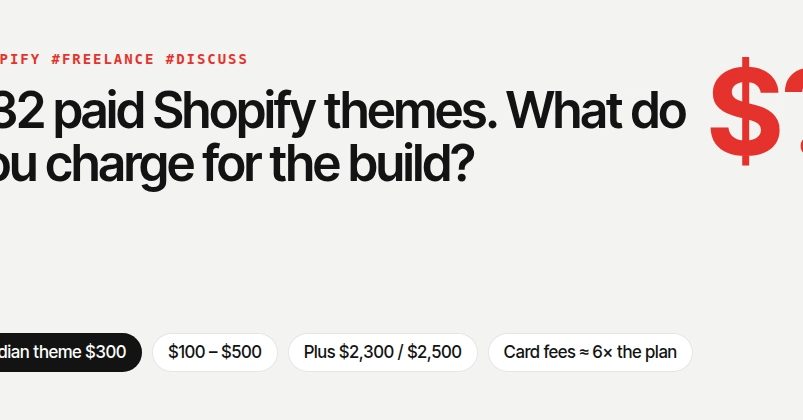 PIFY #FREELANCE #DISCUSS
32 paid Shopify themes. What do
ou charge for the build?
$?
dian theme $300
$100 – $500
Plus $2,300 / $2,500
Card fees ≈ 6× the plan